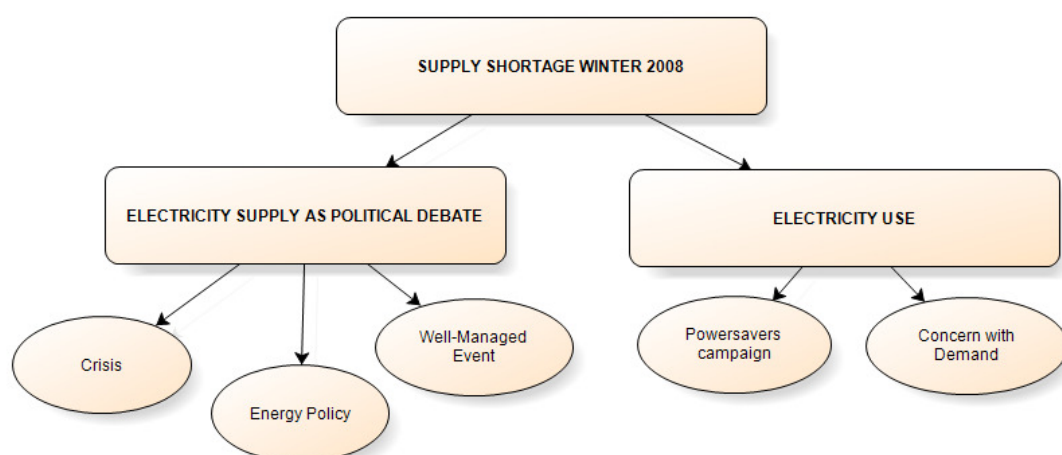 SUPPLY SHORTAGE WINTER 2008
ELECTRICITY SUPPLY AS POLITICAL DEBATE
ELECTRICITY USE
Crisis
Energy Policy
Well-Managed
Event
Powersavers
campaign
Concern with
Demand